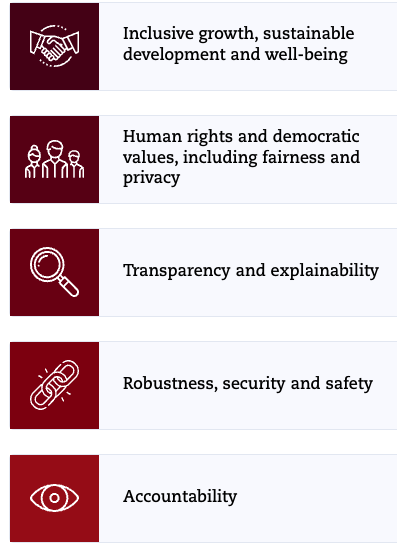 Inclusive growth, sustainable
development and well-being
Human rights and democratic
values, including fairness and
privacy
Transparency and explainability
Robustness, security and safety
Accountability